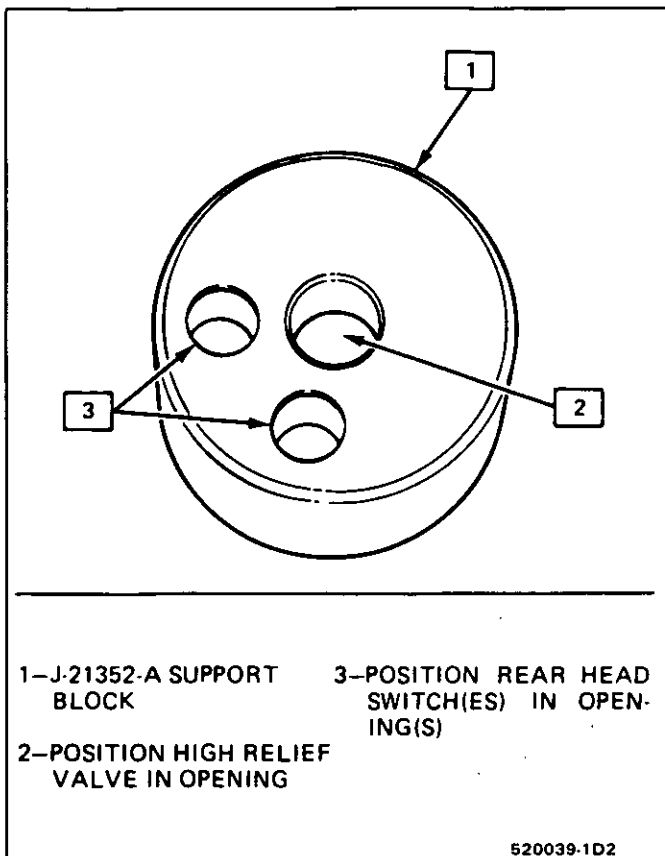 1
2
3
1–J-21352-A SUPPORT
BLOCK
2–POSITION HIGH RELIEF
VALVE IN OPENING
3–POSITION REAR HEAD
SWITCH(ES) IN OPEN-
ING(S)
520039-1D2